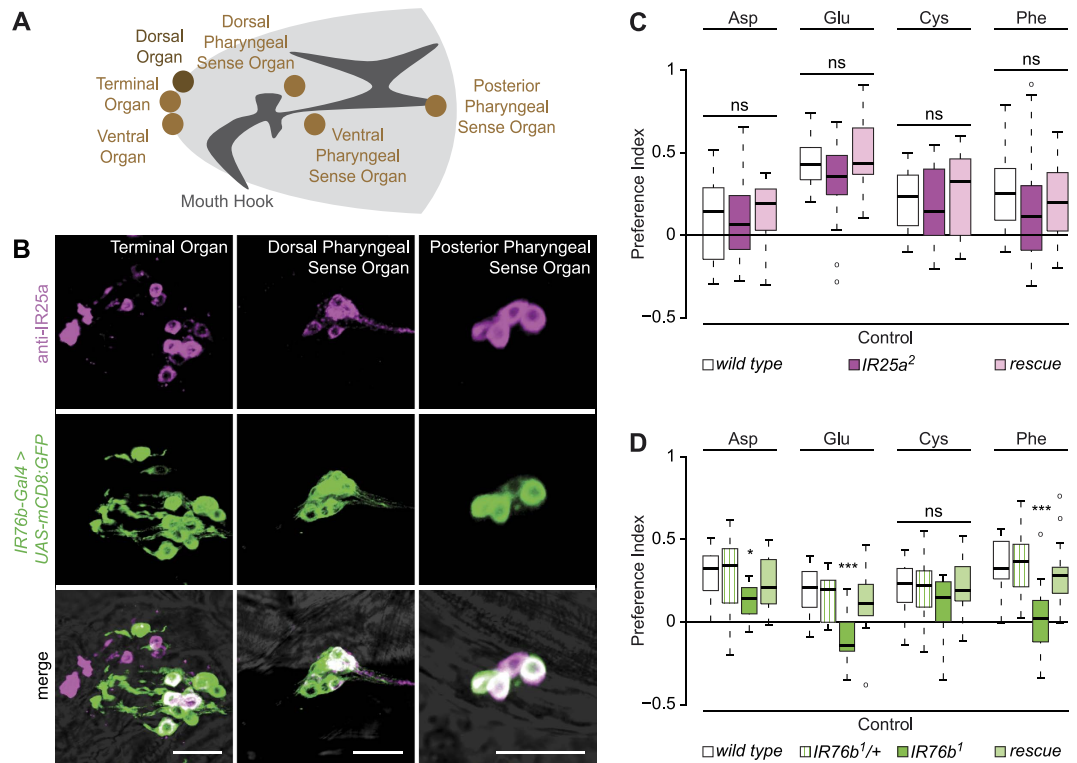 A
Dorsal
Organ
Dorsal
Pharyngeal
Sense Organ
Terminal
Organ
Ventral
Organ
Ventral
Pharyngeal
Sense Organ
Posterior
Pharyngeal
Sense Organ
Mouth Hook
B
Terminal Organ
Dorsal Pharyngeal
Sense Organ
Posterior Pharyngeal
Sense Organ
anti-IR25a
IR76b-Gal4 >
UAS-mCD8:GFP
merge
C
Asp Glu Cys Phe
ns ns ns ns
Preference Index
1
0.5
0
−0.5
Control
wild type IR25a² rescue
D
Asp Glu Cys Phe
* *** ns ***
Preference Index
1
0.5
0
−0.5
Control
wild type IR76b¹/+ IR76b¹ rescue